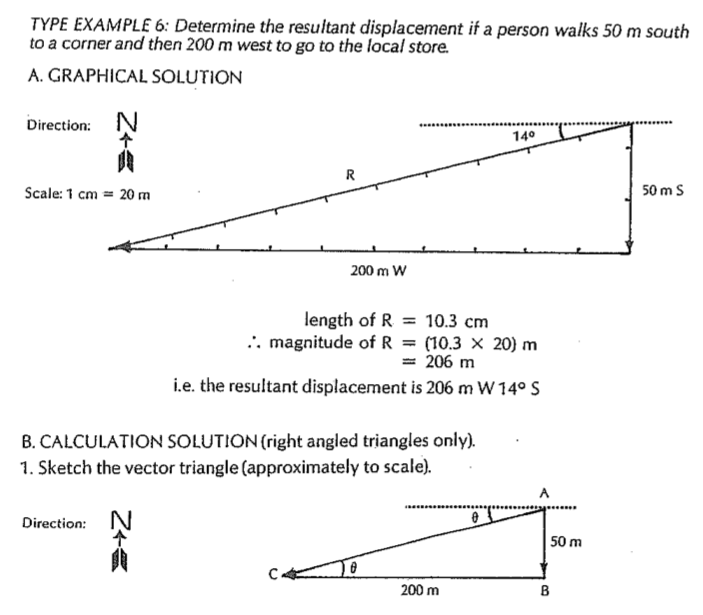 TYPE EXAMPLE 6: Determine the resultant displacement if a person walks 50 m south
to a corner and then 200 m west to go to the local store.
A. GRAPHICAL SOLUTION
Direction: N
14°
R
Scale: 1 cm = 20 m
50 m S
200 m W
length of R = 10.3 cm
∴ magnitude of R = (10.3 × 20) m
= 206 m
i.e. the resultant displacement is 206 m W 14° S
B. CALCULATION SOLUTION (right angled triangles only).
1. Sketch the vector triangle (approximately to scale).
A
Direction: N
θ
50 m
C θ
200 m B